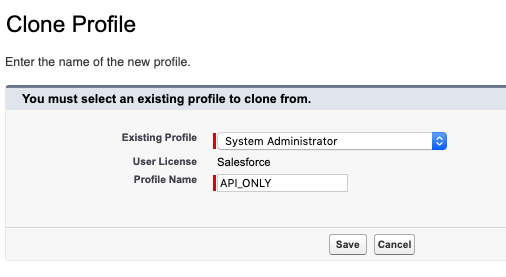 Clone Profile
Enter the name of the new profile.
You must select an existing profile to clone from.
Existing Profile System Administrator
User License Salesforce
Profile Name API_ONLY
Save Cancel